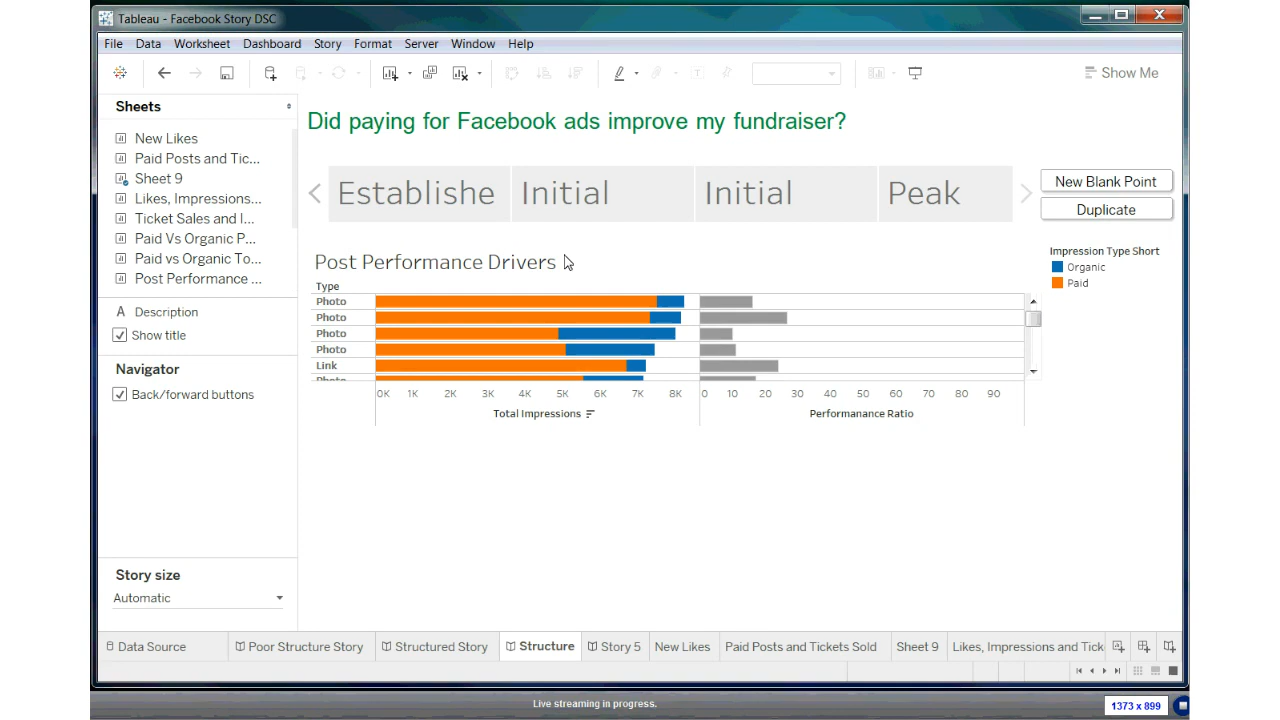 Tableau - Facebook Story DSC
File Data Worksheet Dashboard Story Format Server Window Help
Show Me
Sheets
New Likes
Paid Posts and Tic...
Sheet 9
Likes, Impressions...
Ticket Sales and I...
Paid Vs Organic P...
Paid vs Organic To...
Post Performance ...
A Description
Show title
Navigator
Back/forward buttons
Story size
Automatic
Did paying for Facebook ads improve my fundraiser?
Establishe Initial Initial Peak
New Blank Point
Duplicate
Post Performance Drivers
Type
Photo
Photo
Photo
Photo
Link
Photo
0K 1K 2K 3K 4K 5K 6K 7K 8K
0 10 20 30 40 50 60 70 80 90
Total Impressions
Performanance Ratio
Impression Type Short
Organic
Paid
Data Source Poor Structure Story Structured Story Structure Story 5 New Likes Paid Posts and Tickets Sold Sheet 9 Likes, Impressions and Tick
Live streaming in progress.
1373 x 899